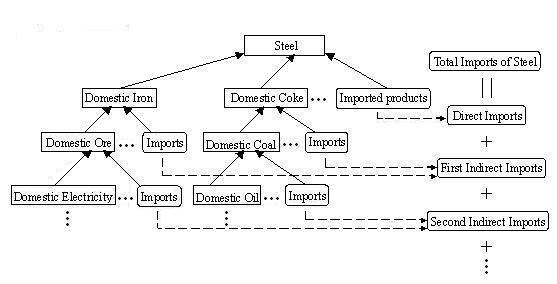 Steel
Total Imports of Steel
Domestic Iron
Domestic Coke
Imported products
Direct Imports
Domestic Ore
Imports
Domestic Coal
Imports
First Indirect Imports
Domestic Electricity
Imports
Domestic Oil
Imports
Second Indirect Imports